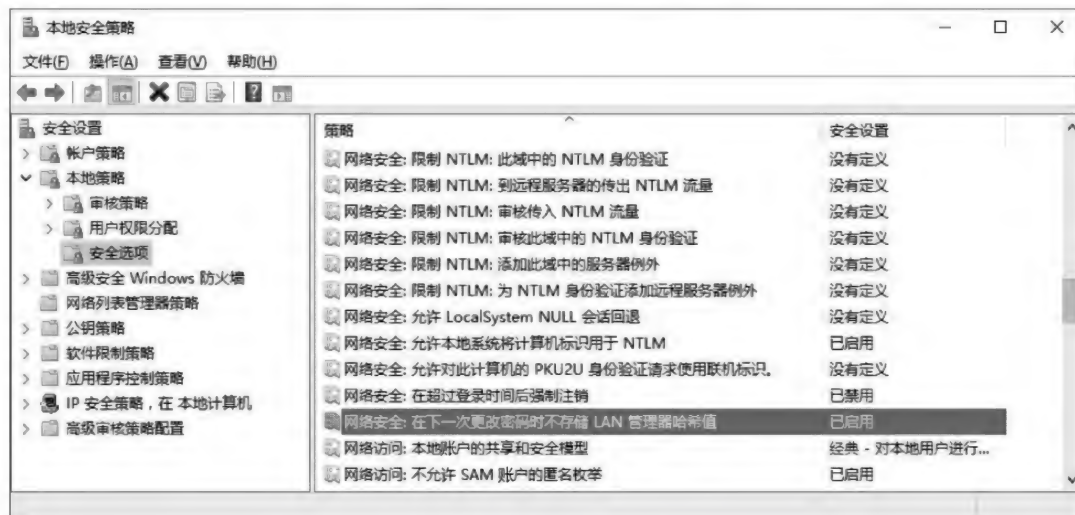 本地安全策略
文件(F) 操作(A) 查看(V) 帮助(H)
安全设置
帐户策略
本地策略
审核策略
用户权限分配
安全选项
高级安全 Windows 防火墙
网络列表管理器策略
公钥策略
软件限制策略
应用程序控制策略
IP 安全策略，在 本地计算机
高级审核策略配置
策略 安全设置
网络安全: 限制 NTLM: 此域中的 NTLM 身份验证 没有定义
网络安全: 限制 NTLM: 到远程服务器的传出 NTLM 流量 没有定义
网络安全: 限制 NTLM: 审核传入 NTLM 流量 没有定义
网络安全: 限制 NTLM: 审核此域中的 NTLM 身份验证 没有定义
网络安全: 限制 NTLM: 添加此域中的服务器例外 没有定义
网络安全: 限制 NTLM: 为 NTLM 身份验证添加远程服务器例外 没有定义
网络安全: 允许 LocalSystem NULL 会话回退 没有定义
网络安全: 允许本地系统将计算机标识用于 NTLM 已启用
网络安全: 允许对此计算机的 PKU2U 身份验证请求使用联机标识。 没有定义
网络安全: 在超过登录时间后强制注销 已禁用
网络安全: 在下一次更改密码时不存储 LAN 管理器哈希值 已启用
网络访问: 本地账户的共享和安全模型 经典 - 对本地用户进行...
网络访问: 不允许 SAM 账户的匿名枚举 已启用